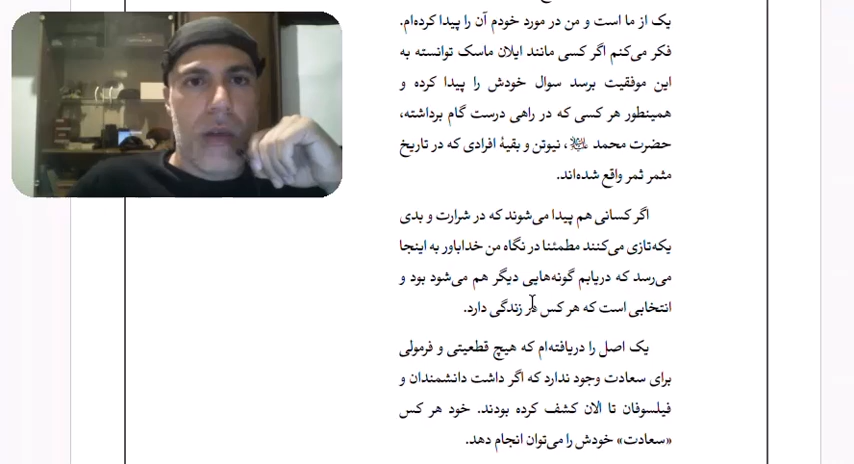 یک از ما است و من در مورد خودم آن را پیدا کرده‌ام.
فکر می‌کنم اگر کسی مانند ایلان ماسک توانسته به
این موفقیت برسد سوال خودش را پیدا کرده و
همینطور هر کسی که در راهی درست گام برداشته،
حضرت محمد ﷺ، نیوتن و بقیهٔ افرادی که در تاریخ
مثمر ثمر واقع شده‌اند.
اگر کسانی هم پیدا می‌شوند که در شرارت و بدی
یکه‌تازی می‌کنند مطمئنا در نگاه من خداباور به اینجا
می‌رسد که دریابم گونه‌هایی دیگر هم می‌شود بود و
انتخابی است که هر کس در زندگی دارد.
یک اصل را دریافته‌ام که هیچ قطعیتی و فرمولی
برای سعادت وجود ندارد که اگر داشت دانشمندان و
فیلسوفان تا الان کشف کرده بودند. خود هر کس
«سعادت» خودش را می‌توان انجام دهد.